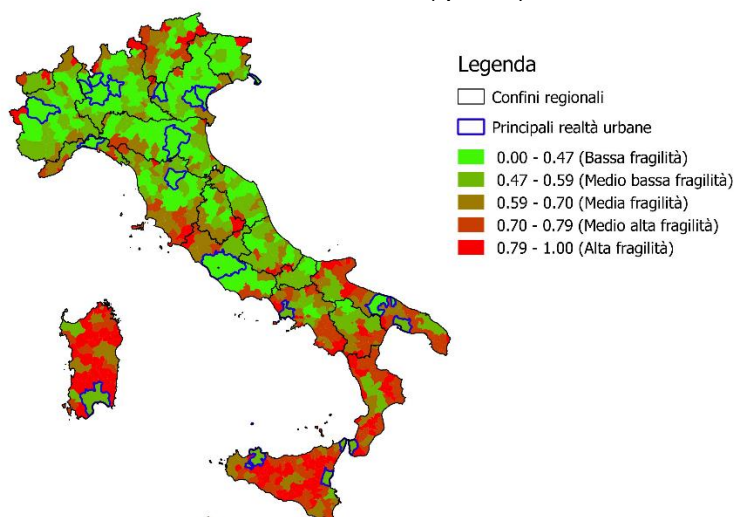 Legenda
Confini regionali
Principali realtà urbane
0.00 - 0.47 (Bassa fragilità)
0.47 - 0.59 (Medio bassa fragilità)
0.59 - 0.70 (Media fragilità)
0.70 - 0.79 (Medio alta fragilità)
0.79 - 1.00 (Alta fragilità)